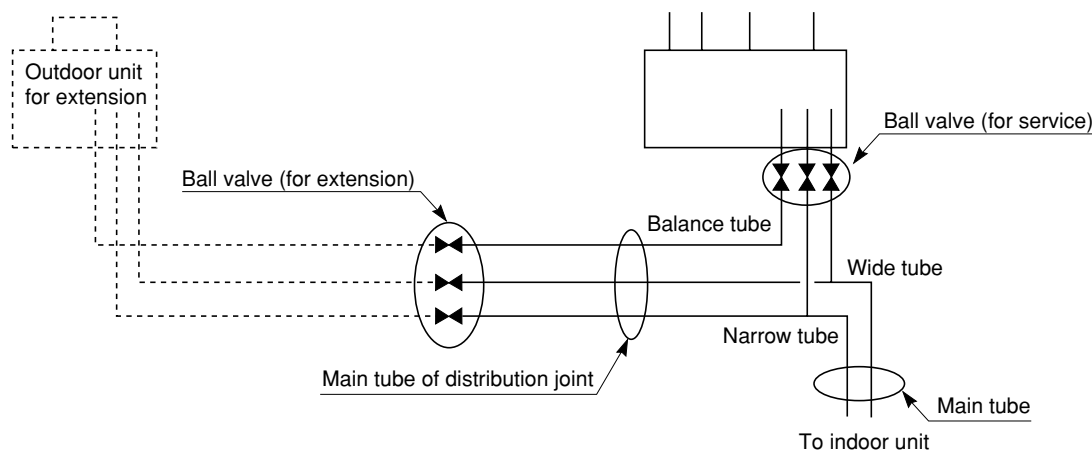 Outdoor unit
for extension
Ball valve (for service)
Ball valve (for extension)
Balance tube
Wide tube
Narrow tube
Main tube of distribution joint
Main tube
To indoor unit